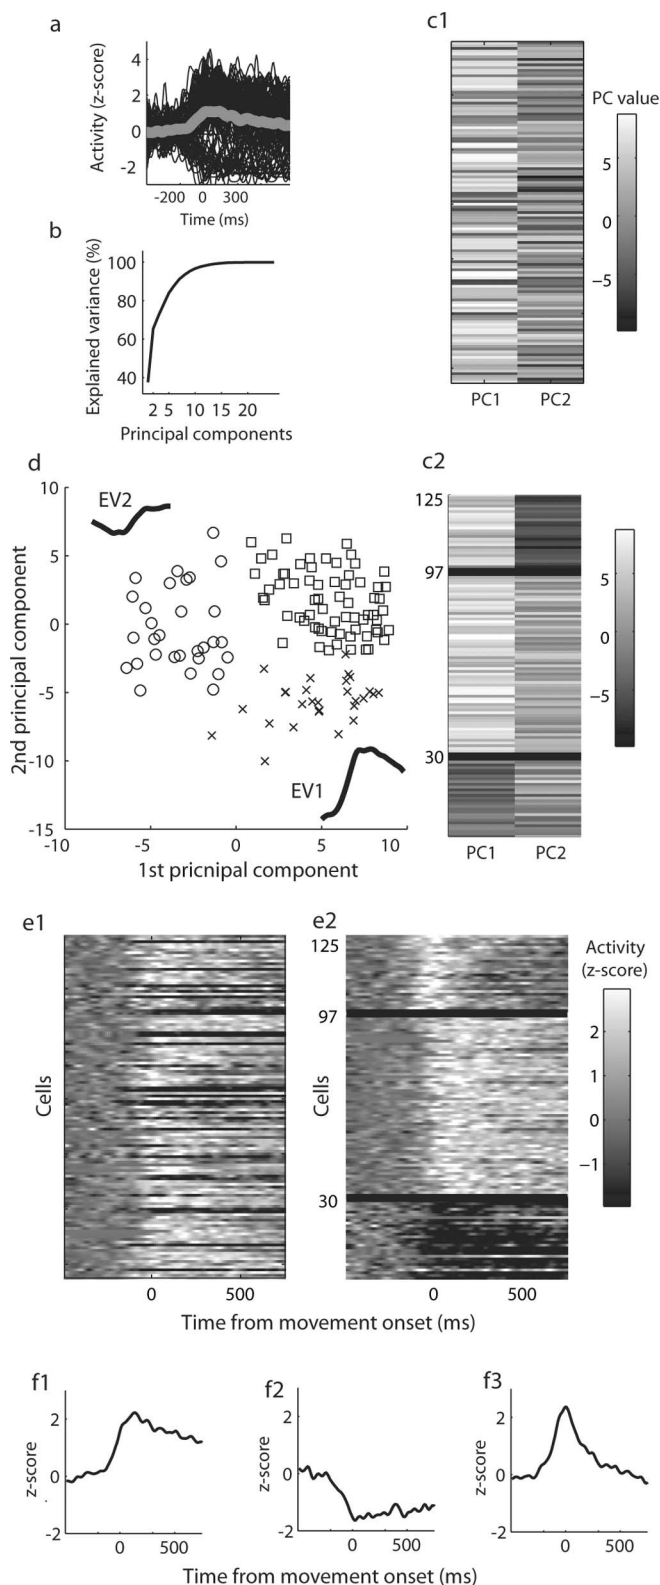 a
Activity (z-score)
4
2
0
-2
-200 0 300
Time (ms)
b
Explained variance (%)
100
80
60
40
2 5 10 15 20
Principal components
c1
PC value
5
0
−5
PC1 PC2
d
2nd principal component
10
5
0
-5
-10
-15
EV2
EV1
-10 -5 0 5 10
1st pricnipal component
c2
125
97
30
5
0
−5
PC1 PC2
e1
Cells
0 500
e2
125
97
30
Cells
0 500
Activity
(z-score)
2
1
0
−1
Time from movement onset (ms)
f1
z-score
2
0
-2
0 500
f2
z-score
2
0
-2
0 500
f3
z-score
2
0
-2
0 500
Time from movement onset (ms)